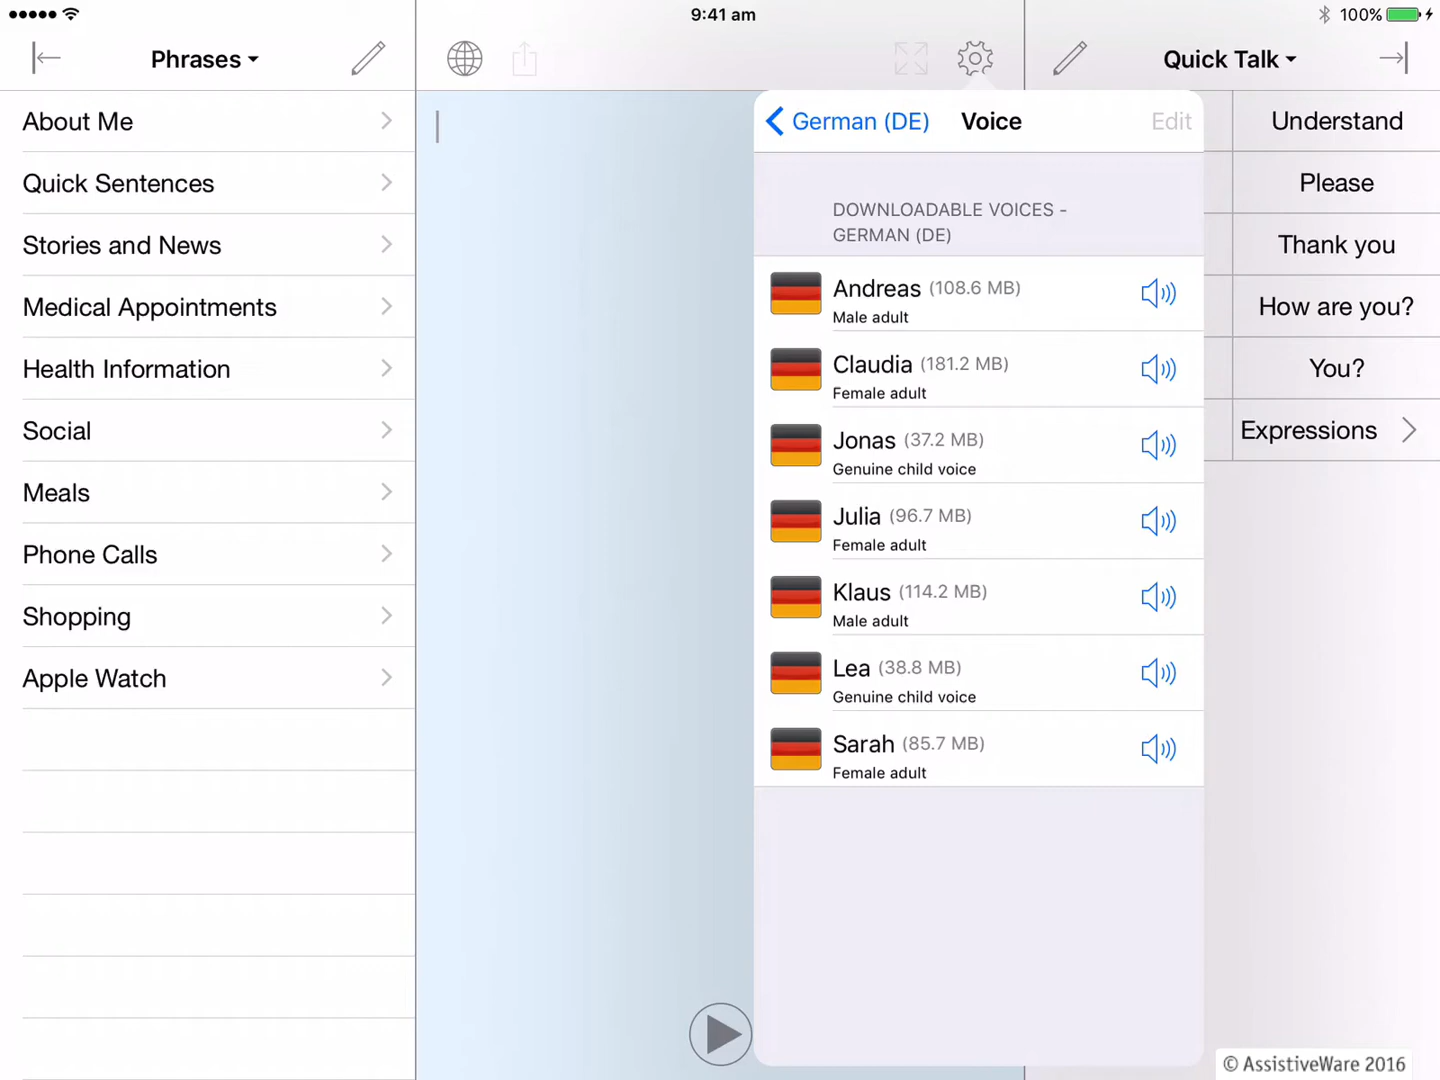 9:41 am
100%
Phrases
About Me
Quick Sentences
Stories and News
Medical Appointments
Health Information
Social
Meals
Phone Calls
Shopping
Apple Watch
German (DE)
Voice
Edit
DOWNLOADABLE VOICES -
GERMAN (DE)
Andreas (108.6 MB)
Male adult
Claudia (181.2 MB)
Female adult
Jonas (37.2 MB)
Genuine child voice
Julia (96.7 MB)
Female adult
Klaus (114.2 MB)
Male adult
Lea (38.8 MB)
Genuine child voice
Sarah (85.7 MB)
Female adult
Quick Talk
Understand
Please
Thank you
How are you?
You?
Expressions
© AssistiveWare 2016